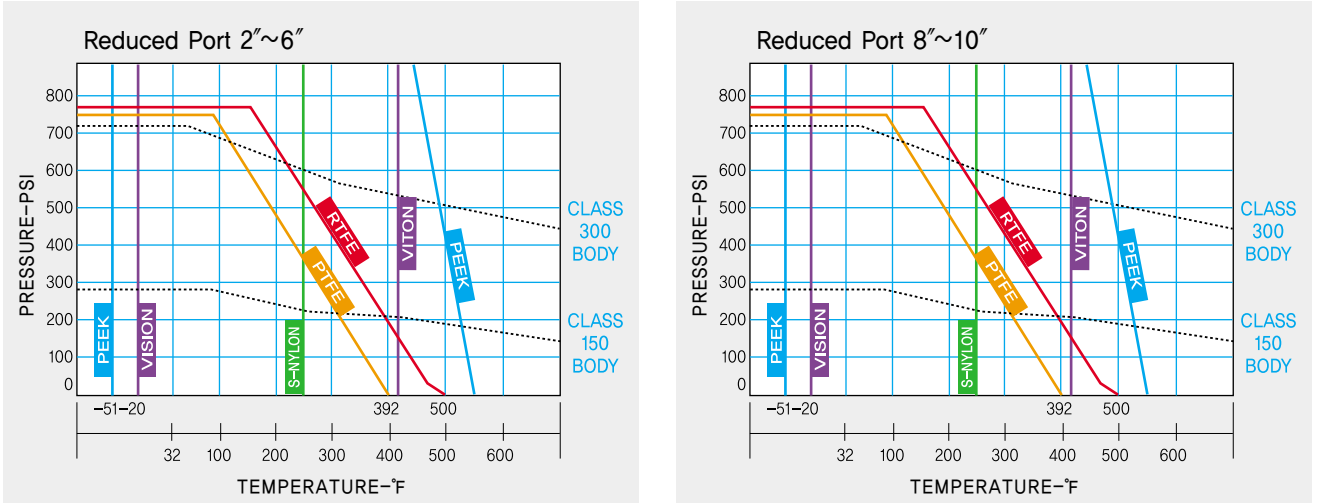 Reduced Port 2″~6″
PRESSURE-PSI
800
700
600
500
400
300
200
100
0
PEEK
VISION
S-NYLON
PTFE
RTFE
VITON
PEEK
CLASS
300
BODY
CLASS
150
BODY
-51-20
392
500
32
100
200
300
400
500
600
TEMPERATURE-℉
Reduced Port 8″~10″
PRESSURE-PSI
800
700
600
500
400
300
200
100
0
PEEK
VISION
S-NYLON
PTFE
RTFE
VITON
PEEK
CLASS
300
BODY
CLASS
150
BODY
-51-20
392
500
32
100
200
300
400
500
600
TEMPERATURE-℉